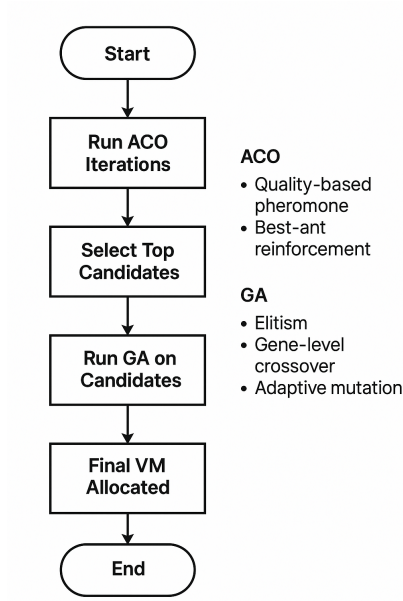 Start
Run ACO
Iterations
Select Top
Candidates
Run GA on
Candidates
Final VM
Allocated
End
ACO
• Quality-based
pheromone
• Best-ant
reinforcement
GA
• Elitism
• Gene-level
crossover
• Adaptive mutation